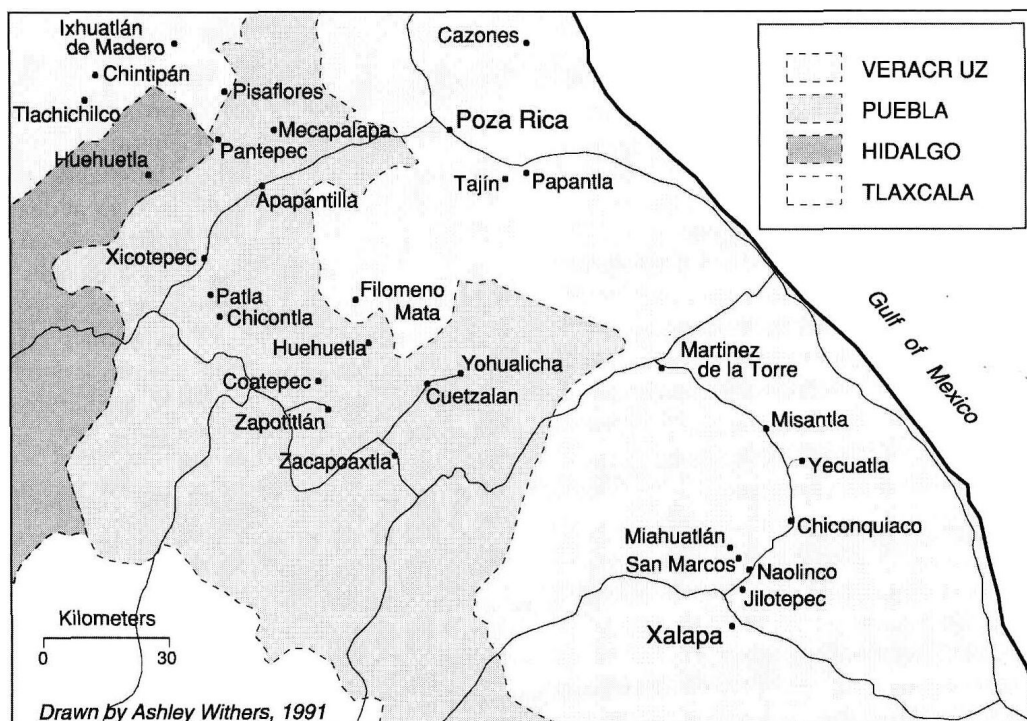 Ixhuatlán
de Madero
Cazones
VERACR UZ
Chintipán
Pisaflores
PUEBLA
Tlachichilco
Mecapalapa
Poza Rica
Pantepec
HIDALGO
Huehuetla
Tajín
Papantla
TLAXCALA
Apapantilla
Xicotepec
Patla
Filomeno
Mata
Chicontla
Gulf of Mexico
Huehuetla
Yohualicha
Martinez
de la Torre
Coatepec
Cuetzalan
Zapotitlán
Misantla
Zacapoaxtla
Yecuatla
Chiconquiaco
Miahuatlán
San Marcos
Naolinco
Jilotepec
Kilometers
0 30
Xalapa
Drawn by Ashley Withers, 1991